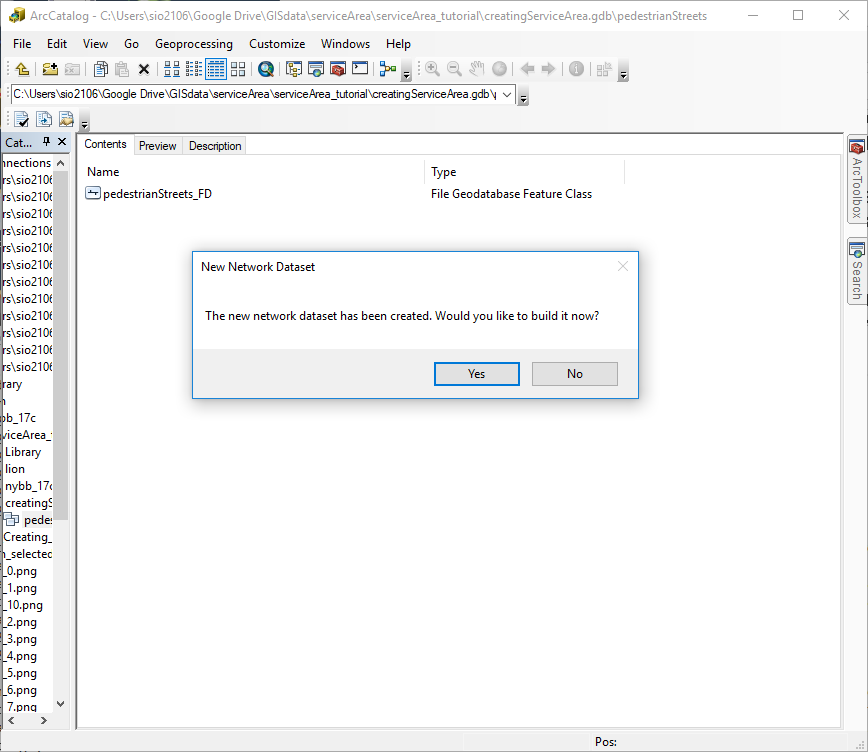 ArcCatalog - C:\Users\sio2106\Google Drive\GISdata\serviceArea\serviceArea_tutorial\creatingServiceArea.gdb\pedestrianStreets
File Edit View Go Geoprocessing Customize Windows Help
C:\Users\sio2106\Google Drive\GISdata\serviceArea\serviceArea_tutorial\creatingServiceArea.gdb\
Cat...
Contents Preview Description
Name Type
pedestrianStreets_FD File Geodatabase Feature Class
nnections
rs\sio2106
rs\sio2106
rs\sio2106
rs\sio2106
rs\sio2106
rs\sio2106
rs\sio2106
rs\sio2106
rs\sio2106
rs\sio2106
rs\sio2106
rs\sio2106
rary
bb_17c
viceArea_
Library
lion
nybb_17c
creatingS
pedes
Creating_
n_selected
_0.png
_1.png
_10.png
_2.png
_3.png
_4.png
_5.png
_6.png
_7.png
New Network Dataset
The new network dataset has been created. Would you like to build it now?
Yes No
ArcToolbox
Search
Pos: